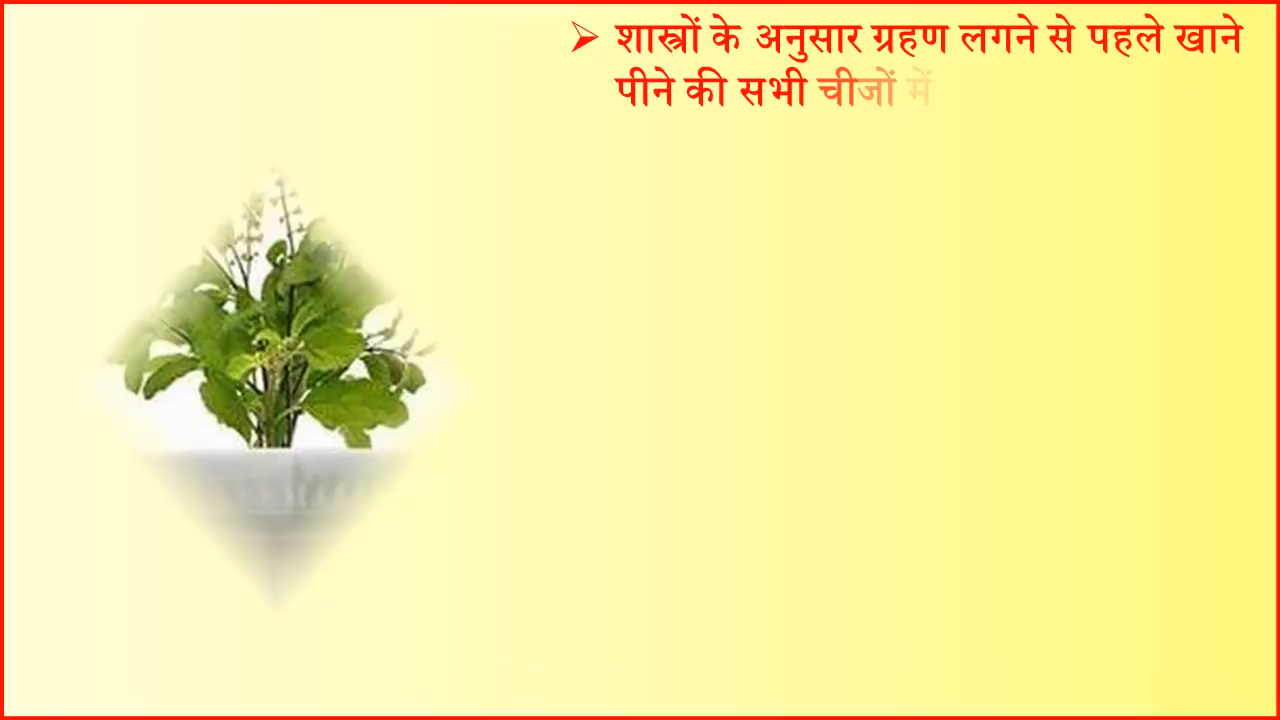 शास्त्रों के अनुसार ग्रहण लगने से पहले खाने
पीने की सभी चीजों में